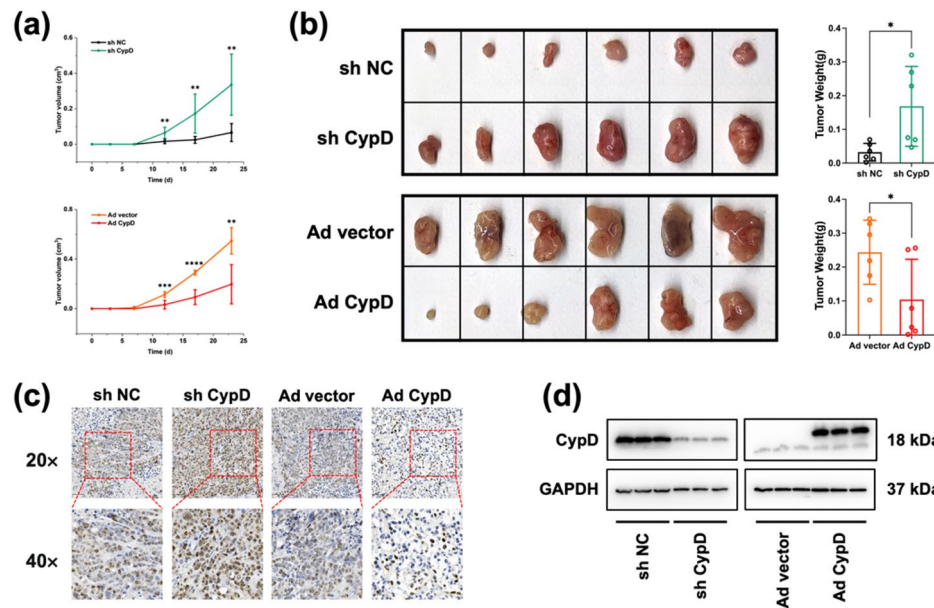 (a)
sh NC
sh CypD
Tumor volume (cm³)
0.6
0.4
0.2
0.0
**
**
**
0 5 10 15 20 25
Time (d)
Ad vector
Ad CypD
Tumor volume (cm³)
0.6
0.4
0.2
0.0
***
****
**
0 5 10 15 20 25
Time (d)
(b)
sh NC
sh CypD
Ad vector
Ad CypD
Tumor Weight(g)
0.4
0.3
0.2
0.1
0.0
*
sh NC sh CypD
Tumor Weight(g)
0.4
0.3
0.2
0.1
0.0
*
Ad vector Ad CypD
(c)
sh NC sh CypD Ad vector Ad CypD
20×
40×
(d)
CypD 18 kDa
GAPDH 37 kDa
sh NC
sh CypD
Ad vector
Ad CypD